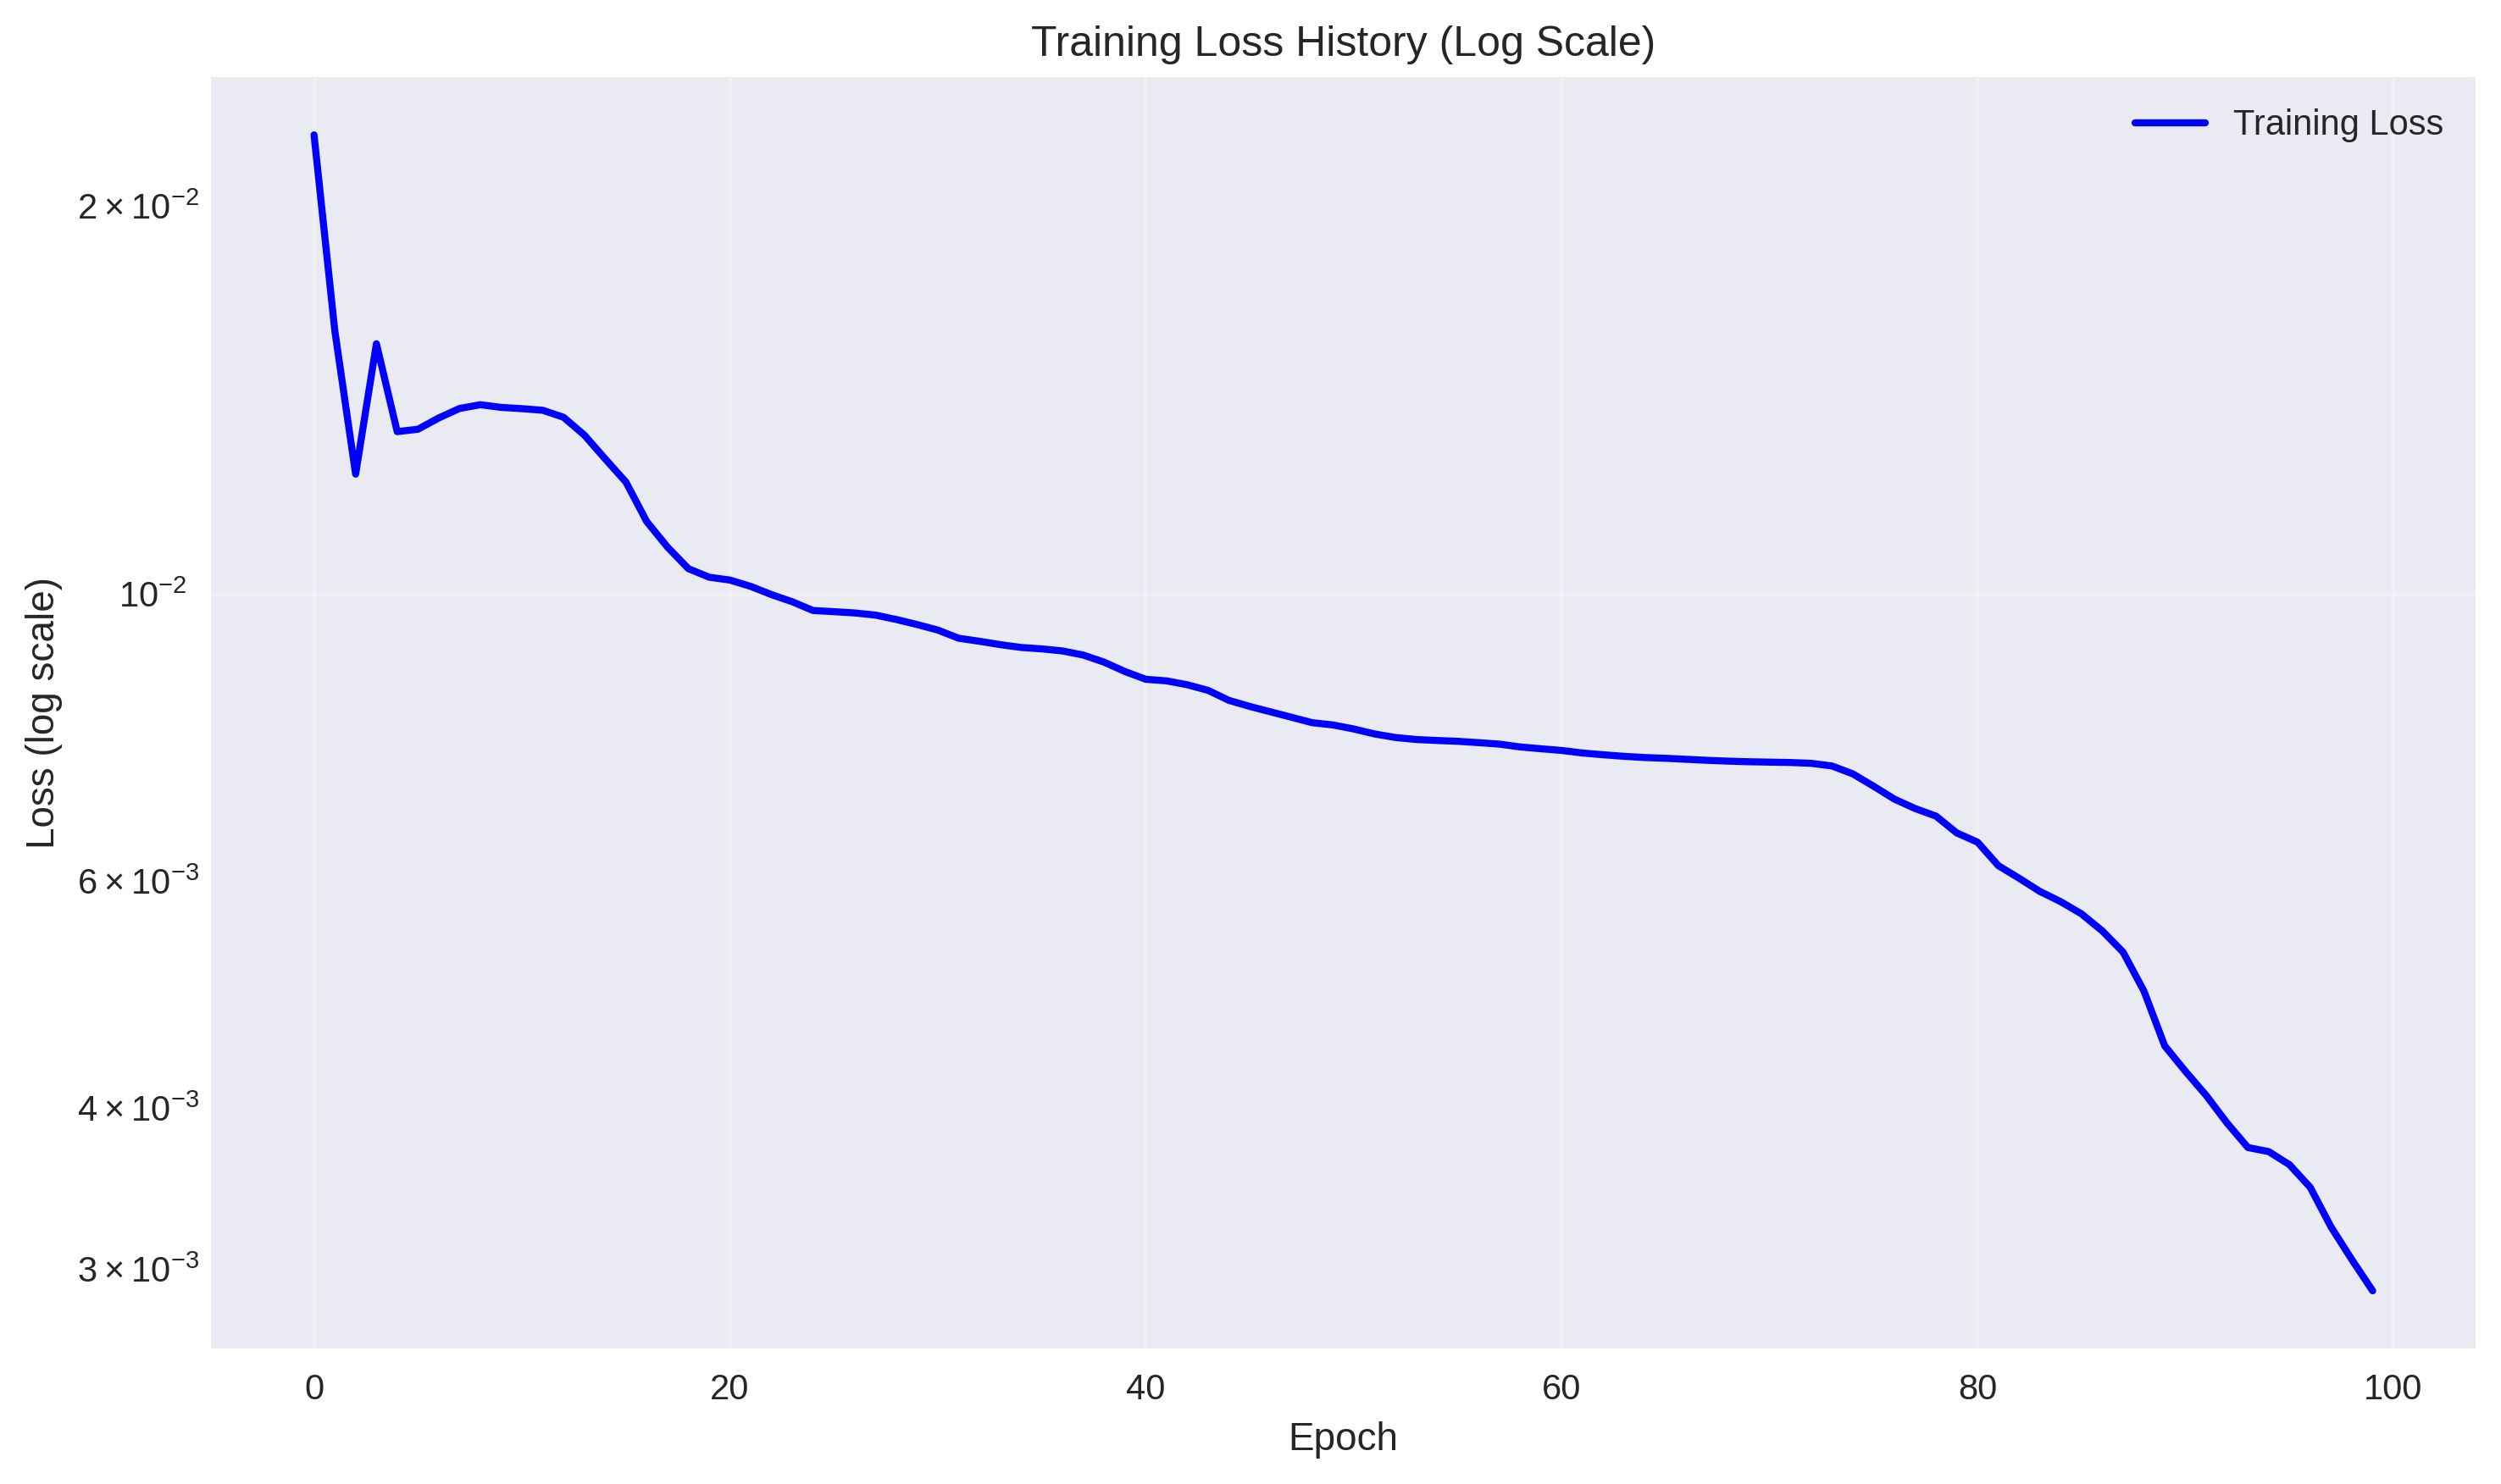 Training Loss History (Log Scale)
Training Loss
Loss (log scale)
2 × 10⁻²
10⁻²
6 × 10⁻³
4 × 10⁻³
3 × 10⁻³
0 20 40 60 80 100
Epoch